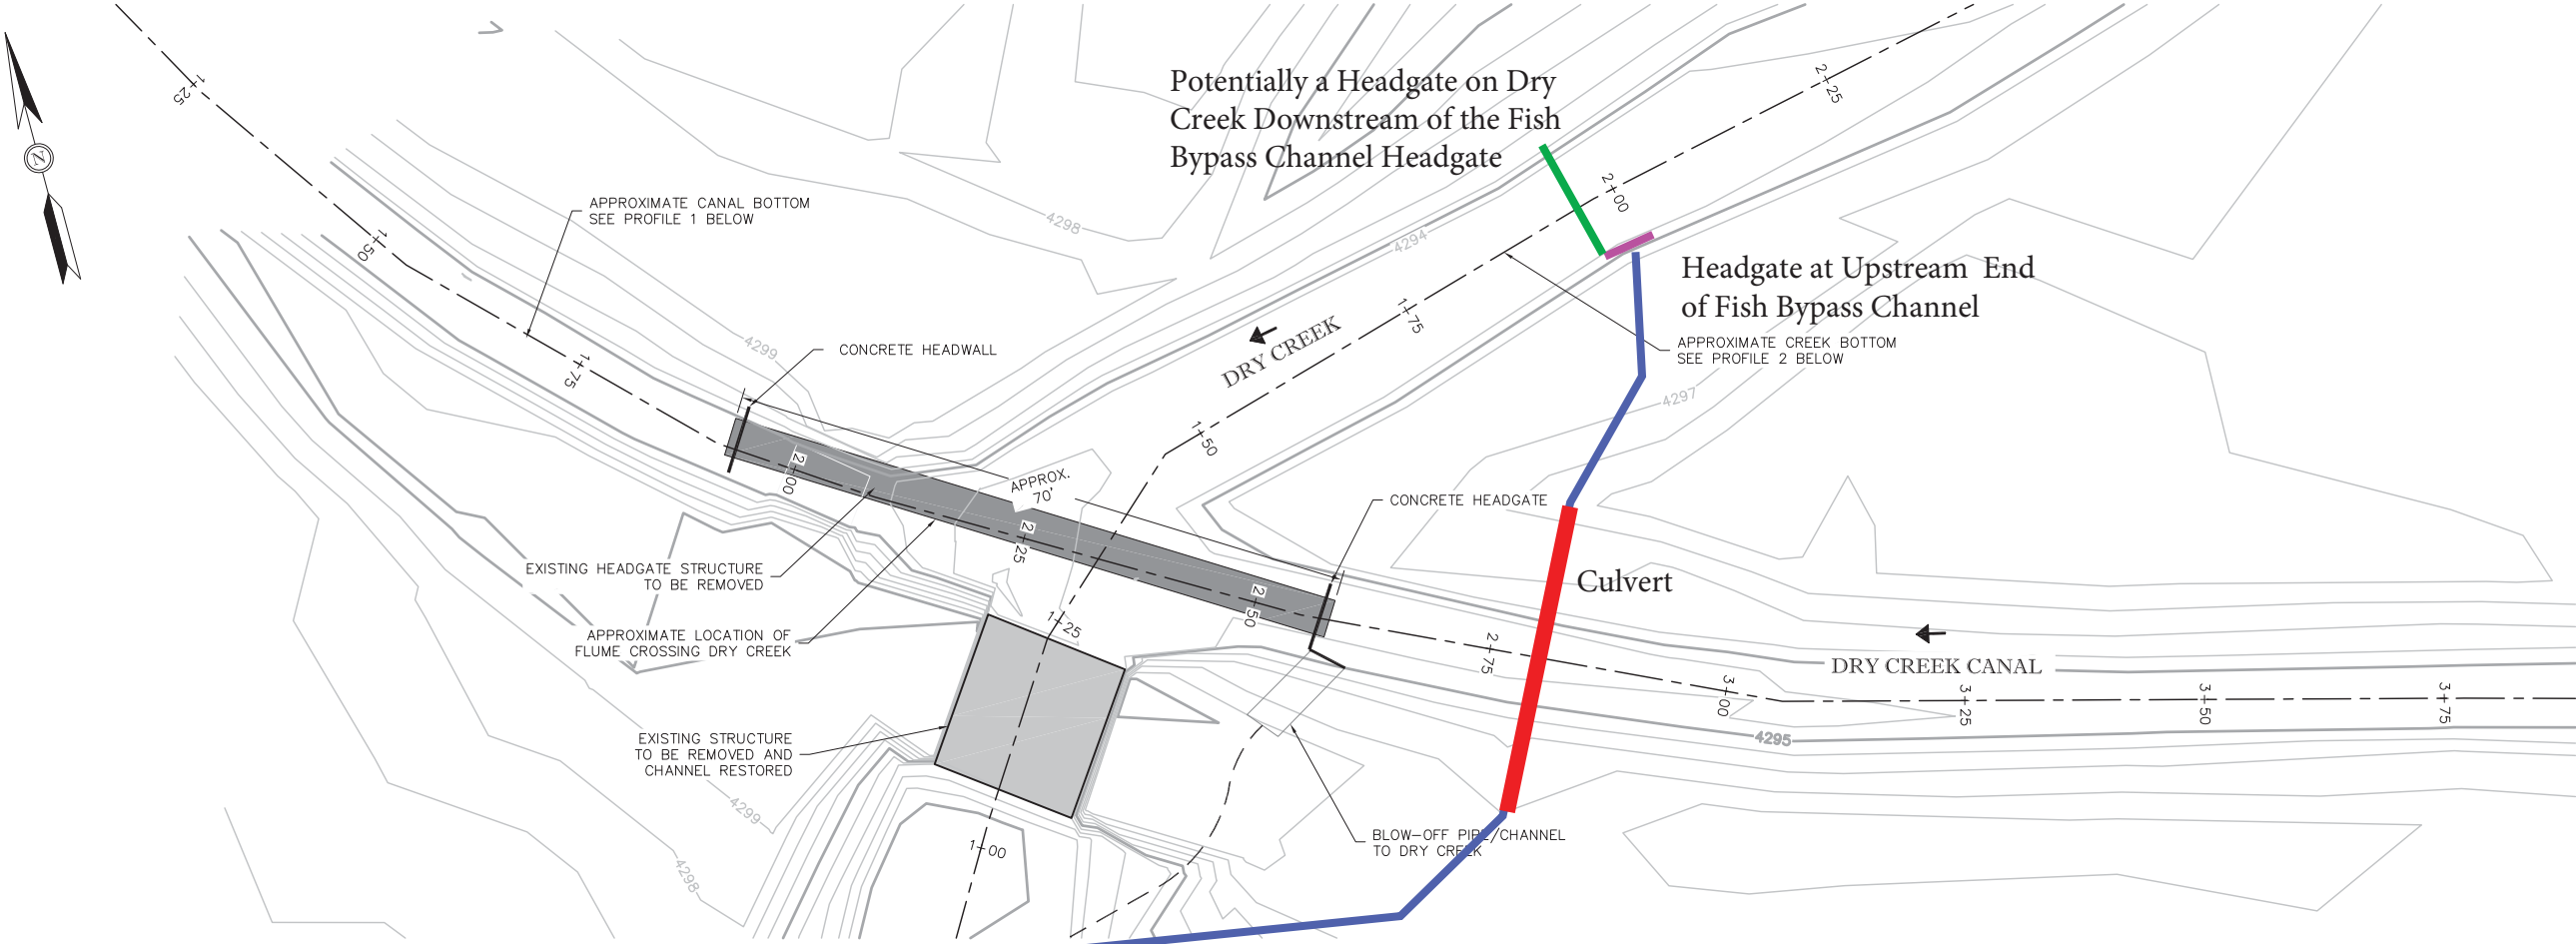 Potentially a Headgate on Dry
Creek Downstream of the Fish
Bypass Channel Headgate
2+25
1+25
N
2+00
APPROXIMATE CANAL BOTTOM
SEE PROFILE 1 BELOW
4298
4294
1+50
Headgate at Upstream End
of Fish Bypass Channel
1+75
APPROXIMATE CREEK BOTTOM
SEE PROFILE 2 BELOW
DRY CREEK
4299
CONCRETE HEADWALL
1+75
4297
1+50
2+00
APPROX.
70'
CONCRETE HEADGATE
2+25
EXISTING HEADGATE STRUCTURE
TO BE REMOVED
Culvert
2+50
1+25
APPROXIMATE LOCATION OF
FLUME CROSSING DRY CREEK
2+75
DRY CREEK CANAL
3+00
3+25
3+50
3+75
4295
EXISTING STRUCTURE
TO BE REMOVED AND
CHANNEL RESTORED
4299
BLOW-OFF PIPE/CHANNEL
TO DRY CREEK
1+00
4298